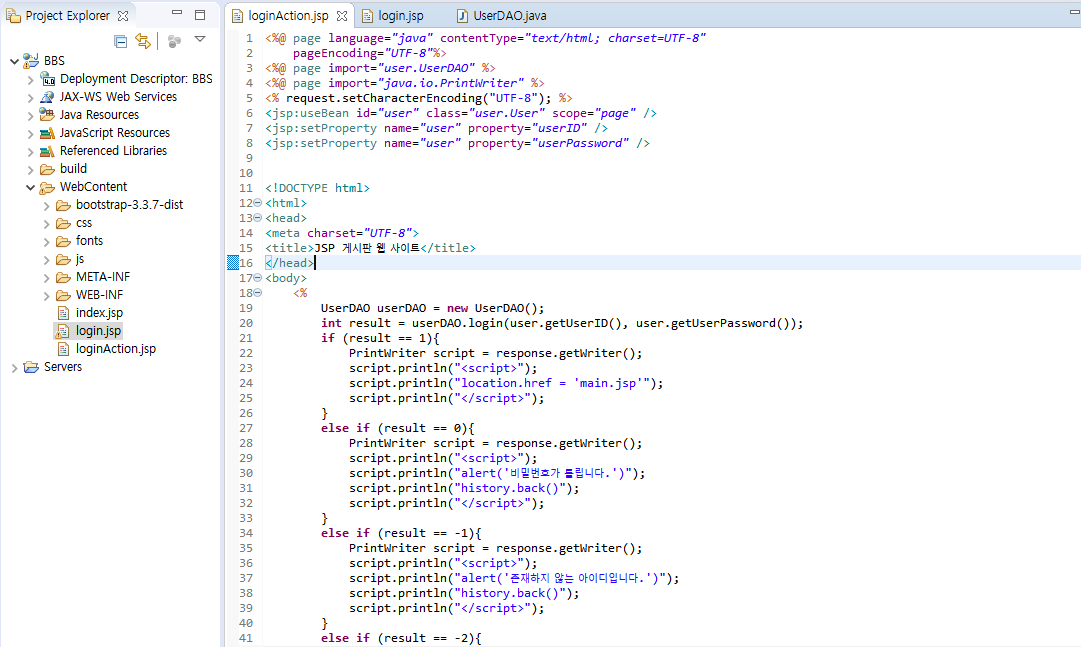 Project Explorer
BBS
Deployment Descriptor: BBS
JAX-WS Web Services
Java Resources
JavaScript Resources
Referenced Libraries
build
WebContent
bootstrap-3.3.7-dist
css
fonts
js
META-INF
WEB-INF
index.jsp
login.jsp
loginAction.jsp
Servers
loginAction.jsp login.jsp UserDAO.java
1 <%@ page language="java" contentType="text/html; charset=UTF-8"
2 pageEncoding="UTF-8"%>
3 <%@ page import="user.UserDAO" %>
4 <%@ page import="java.io.PrintWriter" %>
5 <% request.setCharacterEncoding("UTF-8"); %>
6 <jsp:useBean id="user" class="user.User" scope="page" />
7 <jsp:setProperty name="user" property="userID" />
8 <jsp:setProperty name="user" property="userPassword" />
9
10
11 <!DOCTYPE html>
12 <html>
13 <head>
14 <meta charset="UTF-8">
15 <title>JSP 게시판 웹 사이트</title>
16 </head>
17 <body>
18 <%
19 UserDAO userDAO = new UserDAO();
20 int result = userDAO.login(user.getUserID(), user.getUserPassword());
21 if (result == 1){
22 PrintWriter script = response.getWriter();
23 script.println("<script>");
24 script.println("location.href = 'main.jsp'");
25 script.println("</script>");
26 }
27 else if (result == 0){
28 PrintWriter script = response.getWriter();
29 script.println("<script>");
30 script.println("alert('비밀번호가 틀립니다.')");
31 script.println("history.back()");
32 script.println("</script>");
33 }
34 else if (result == -1){
35 PrintWriter script = response.getWriter();
36 script.println("<script>");
37 script.println("alert('존재하지 않는 아이디입니다.')");
38 script.println("history.back()");
39 script.println("</script>");
40 }
41 else if (result == -2){